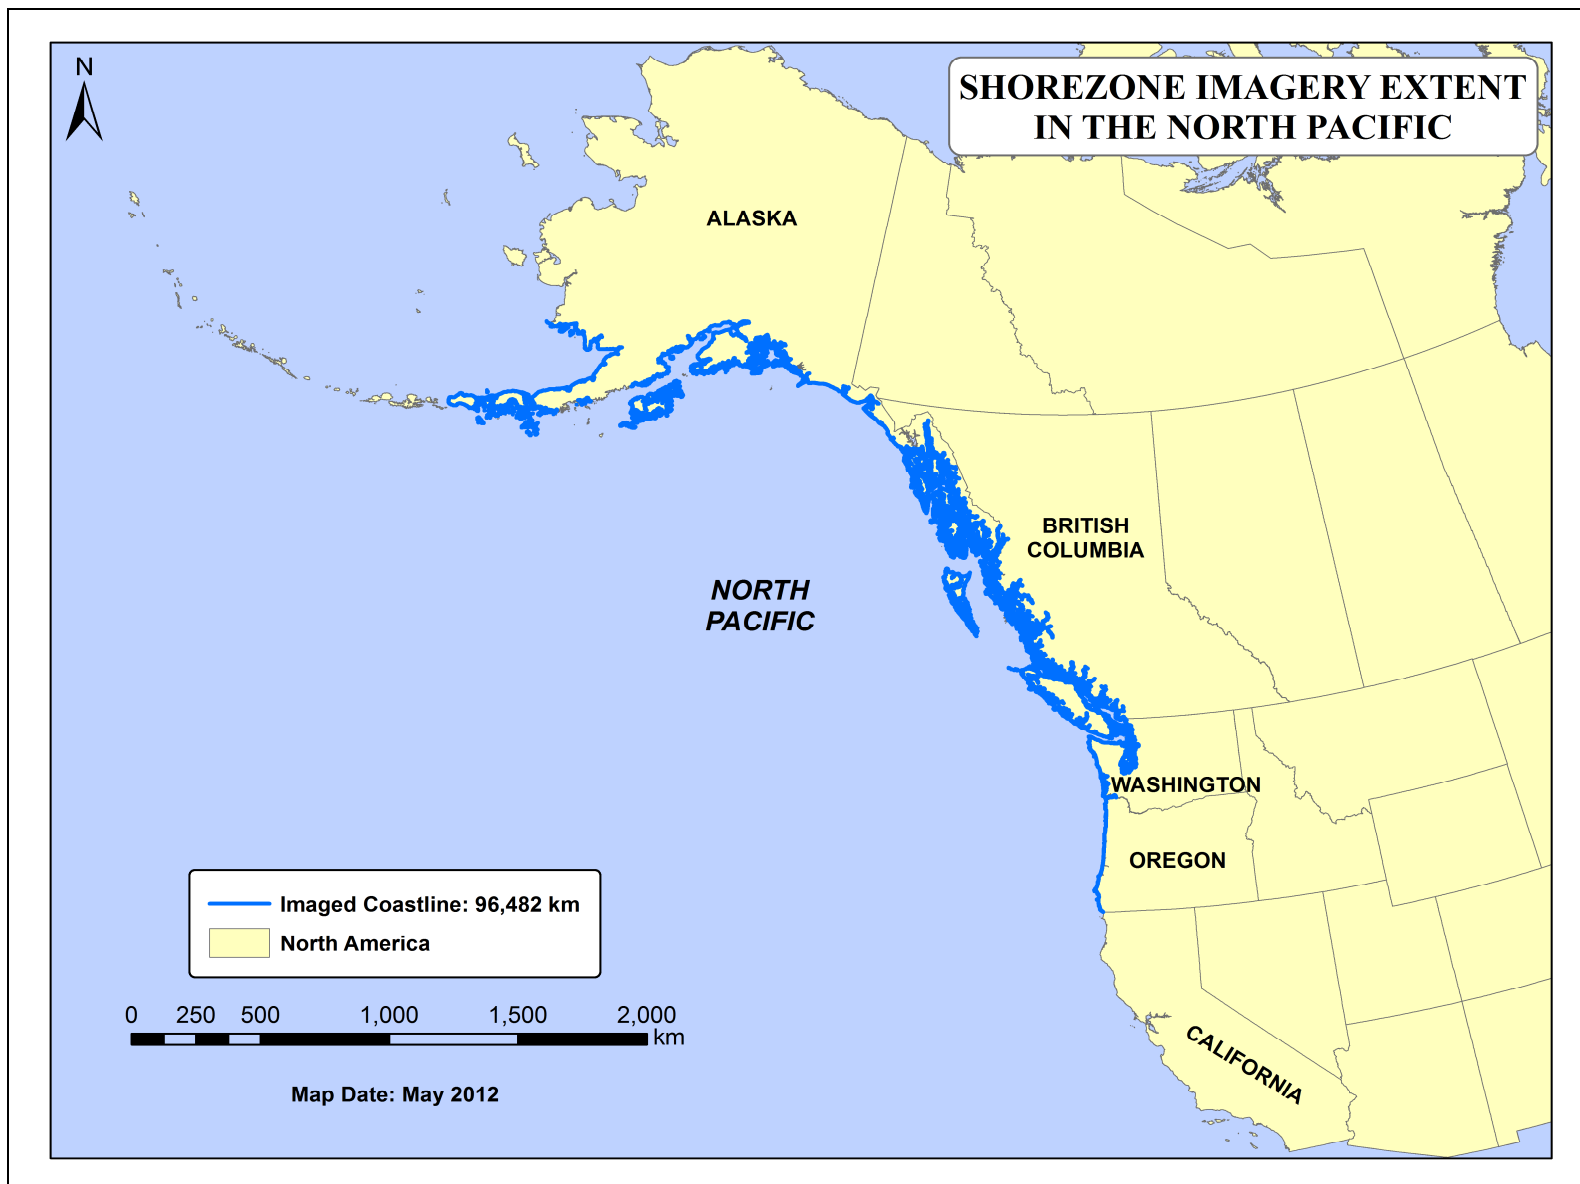 N
SHOREZONE IMAGERY EXTENT
IN THE NORTH PACIFIC
ALASKA
BRITISH
COLUMBIA
NORTH
PACIFIC
WASHINGTON
OREGON
Imaged Coastline: 96,482 km
North America
0 250 500 1,000 1,500 2,000
km
CALIFORNIA
Map Date: May 2012